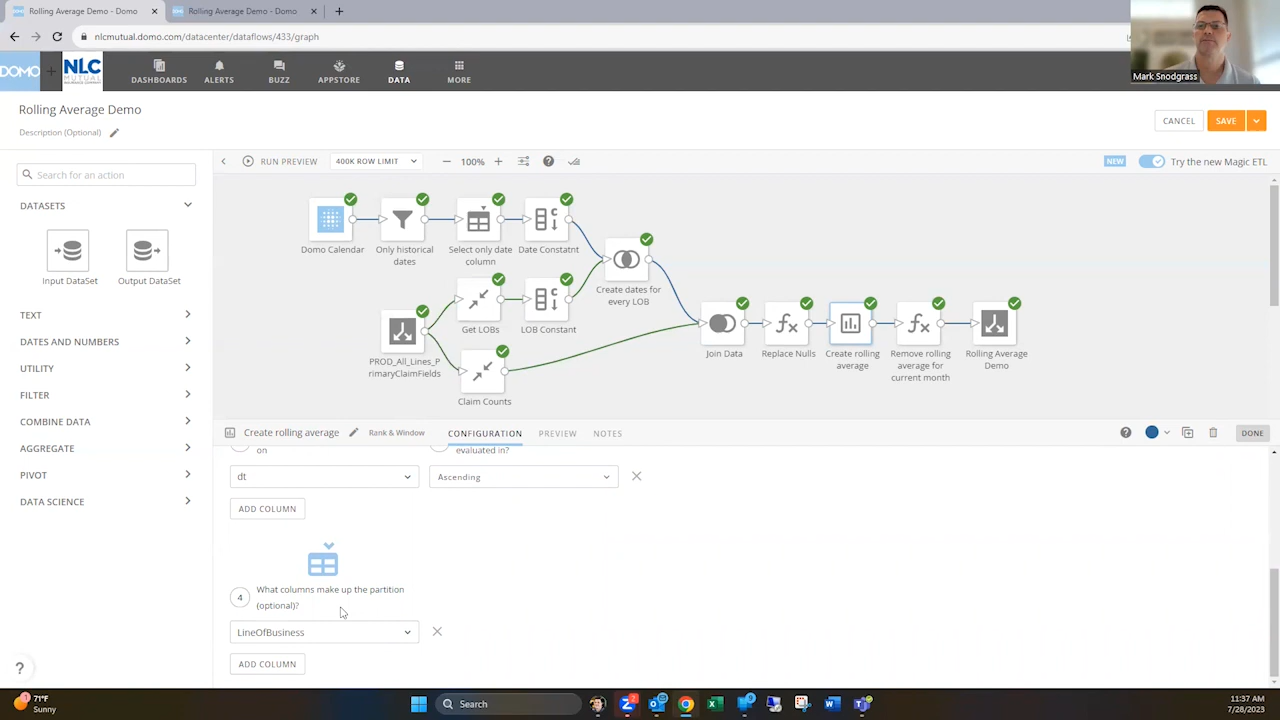 Rolling Average Demo - Domo
Rolling Average Demo - Domo
nlcmutual.domo.com/datacenter/dataflows/433/graph
Mark Snodgrass
DOMO
NLC
MUTUAL
DASHBOARDS
ALERTS
BUZZ
APPSTORE
DATA
MORE
Rolling Average Demo
Description (Optional)
CANCEL
SAVE
Search for an action
RUN PREVIEW
400K ROW LIMIT
100%
NEW
Try the new Magic ETL
DATASETS
Input DataSet
Output DataSet
TEXT
DATES AND NUMBERS
UTILITY
FILTER
COMBINE DATA
AGGREGATE
PIVOT
DATA SCIENCE
Domo Calendar
Only historical
dates
Select only date
column
Date Constatnt
Create dates for
every LOB
Get LOBs
LOB Constant
PROD_All_Lines_P
rimaryClaimFields
Claim Counts
Join Data
Replace Nulls
Create rolling
average
Remove rolling
average for
current month
Rolling Average
Demo
Create rolling average
Rank & Window
CONFIGURATION
PREVIEW
NOTES
DONE
on
evaluated in?
dt
Ascending
ADD COLUMN
4
What columns make up the partition
(optional)?
LineOfBusiness
ADD COLUMN
71°F
Sunny
Search
11:37 AM
7/28/2023